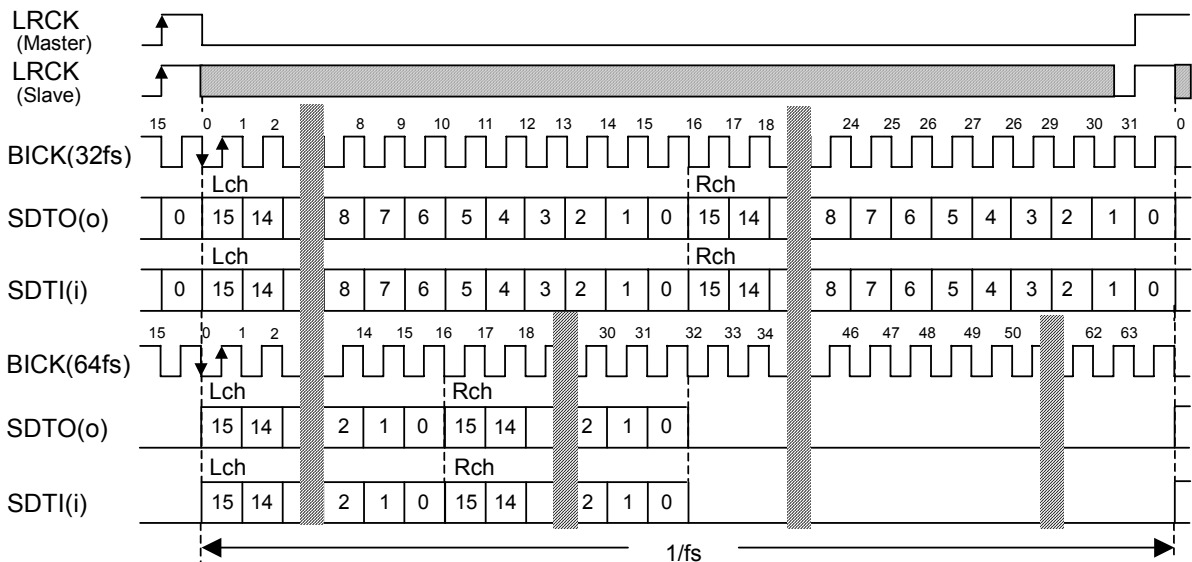 LRCK
(Master)
LRCK
(Slave)
15 0 1 2 8 9 10 11 12 13 14 15 16 17 18 24 25 26 27 26 29 30 31 0
BICK(32fs)
Lch Rch
SDTO(o) 0 15 14 8 7 6 5 4 3 2 1 0 15 14 8 7 6 5 4 3 2 1 0
Lch Rch
SDTI(i) 0 15 14 8 7 6 5 4 3 2 1 0 15 14 8 7 6 5 4 3 2 1 0
15 0 1 2 14 15 16 17 18 30 31 32 33 34 46 47 48 49 50 62 63
BICK(64fs)
Lch Rch
SDTO(o) 15 14 2 1 0 15 14 2 1 0
Lch Rch
SDTI(i) 15 14 2 1 0 15 14 2 1 0
1/fs